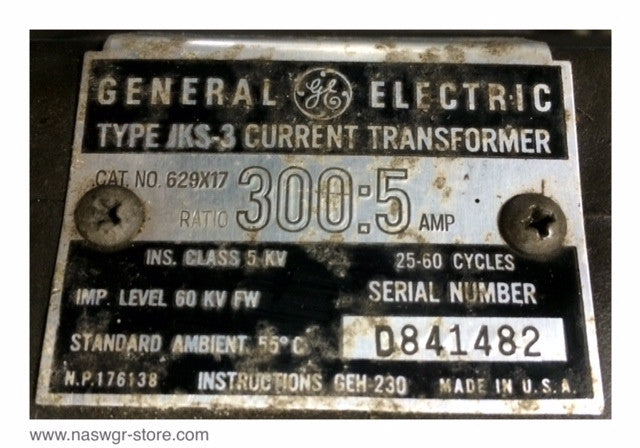 GENERAL GE ELECTRIC
TYPE JKS-3 CURRENT TRANSFORMER
CAT. NO. 629X17
RATIO 300:5 AMP
INS. CLASS 5 KV 25-60 CYCLES
IMP. LEVEL 60 KV FW SERIAL NUMBER
STANDARD AMBIENT 55°C D841482
N.P.176138 INSTRUCTIONS GEH-230 MADE IN U.S.A.
www.naswgr-store.com